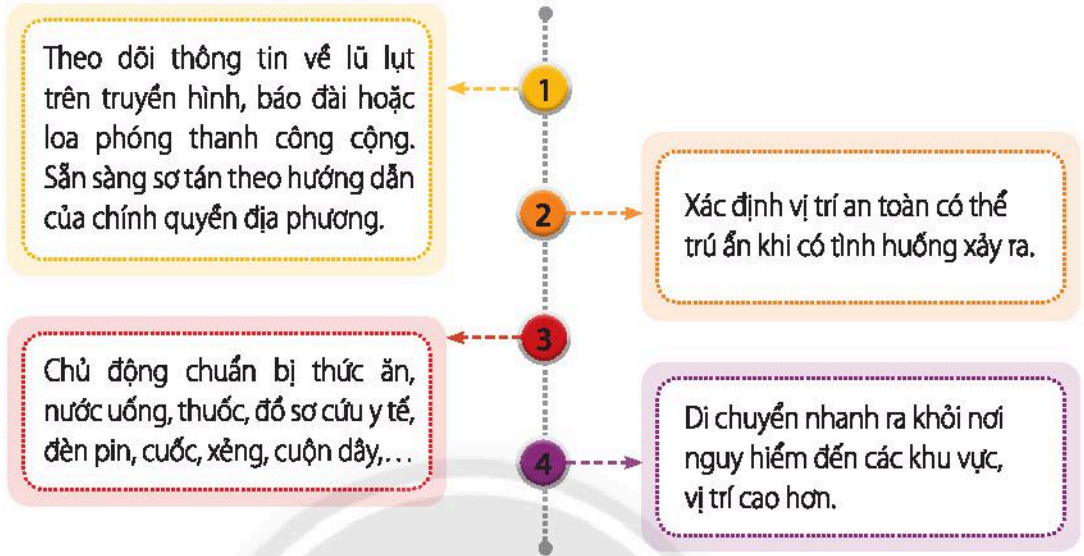 Theo dõi thông tin về lũ lụt
trên truyền hình, báo đài hoặc
loa phóng thanh công cộng.
Sẵn sàng sơ tán theo hướng dẫn
của chính quyền địa phương.
1
2
Xác định vị trí an toàn có thể
trú ẩn khi có tình huống xảy ra.
3
Chủ động chuẩn bị thức ăn,
nước uống, thuốc, đồ sơ cứu y tế,
đèn pin, cuốc, xẻng, cuộn dây,...
4
Di chuyển nhanh ra khỏi nơi
nguy hiểm đến các khu vực,
vị trí cao hơn.